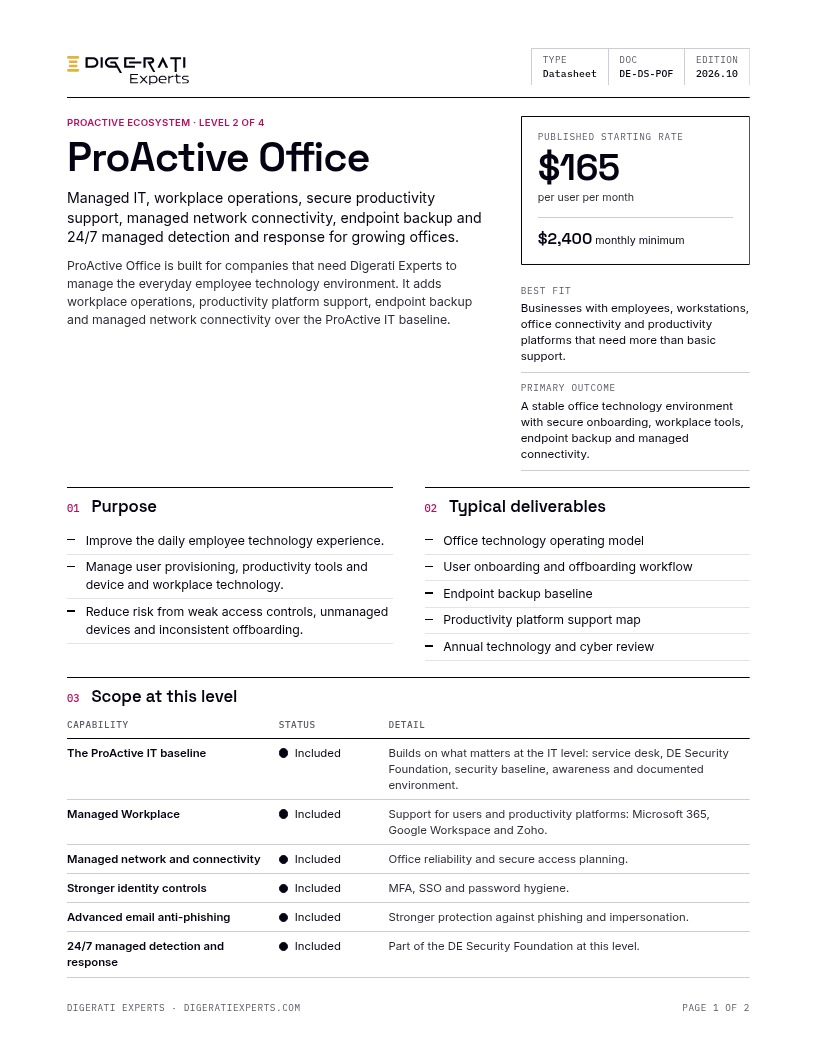 DIGERATI
Experts
TYPE
Datasheet
DOC
DE-DS-POF
EDITION
2026.10
PROACTIVE ECOSYSTEM · LEVEL 2 OF 4
ProActive Office
Managed IT, workplace operations, secure productivity
support, managed network connectivity, endpoint backup and
24/7 managed detection and response for growing offices.
ProActive Office is built for companies that need Digerati Experts to
manage the everyday employee technology environment. It adds
workplace operations, productivity platform support, endpoint backup
and managed network connectivity over the ProActive IT baseline.
PUBLISHED STARTING RATE
$165
per user per month
$2,400 monthly minimum
BEST FIT
Businesses with employees, workstations,
office connectivity and productivity
platforms that need more than basic
support.
PRIMARY OUTCOME
A stable office technology environment
with secure onboarding, workplace tools,
endpoint backup and managed
connectivity.
01 Purpose
— Improve the daily employee technology experience.
— Manage user provisioning, productivity tools and
device and workplace technology.
— Reduce risk from weak access controls, unmanaged
devices and inconsistent offboarding.
02 Typical deliverables
— Office technology operating model
— User onboarding and offboarding workflow
— Endpoint backup baseline
— Productivity platform support map
— Annual technology and cyber review
03 Scope at this level
CAPABILITY STATUS DETAIL
The ProActive IT baseline ● Included Builds on what matters at the IT level: service desk, DE Security
Foundation, security baseline, awareness and documented
environment.
Managed Workplace ● Included Support for users and productivity platforms: Microsoft 365,
Google Workspace and Zoho.
Managed network and connectivity ● Included Office reliability and secure access planning.
Stronger identity controls ● Included MFA, SSO and password hygiene.
Advanced email anti-phishing ● Included Stronger protection against phishing and impersonation.
24/7 managed detection and ● Included Part of the DE Security Foundation at this level.
response
DIGERATI EXPERTS · DIGERATIEXPERTS.COM
PAGE 1 OF 2